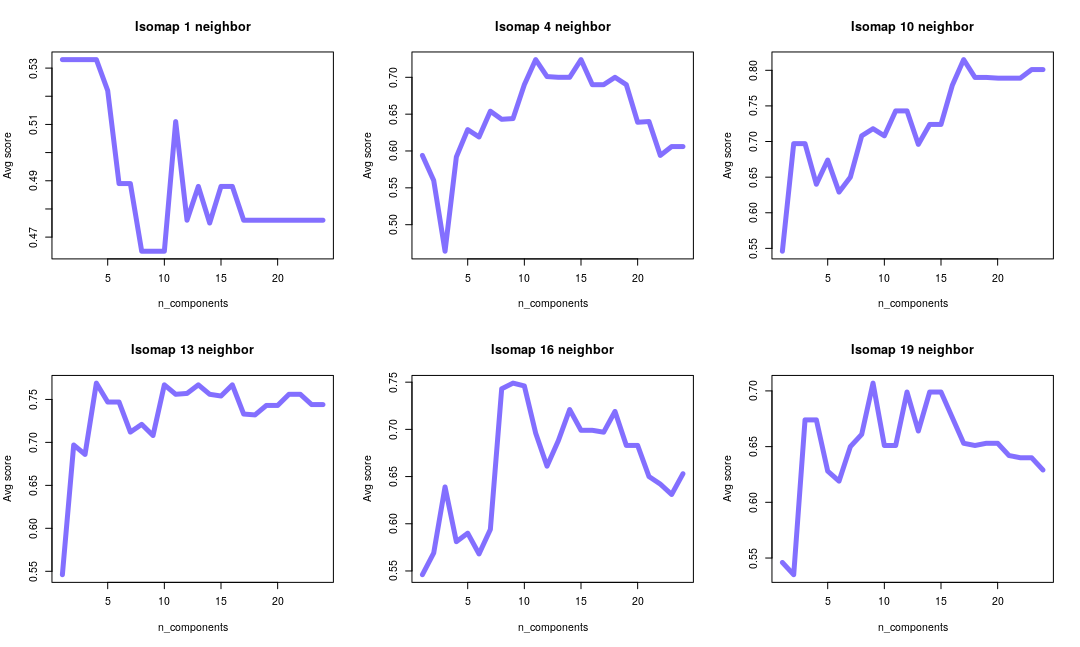 Isomap 1 neighbor
Avg score
0.47 0.49 0.51 0.53
5 10 15 20
n_components
Isomap 4 neighbor
Avg score
0.50 0.55 0.60 0.65 0.70
5 10 15 20
n_components
Isomap 10 neighbor
Avg score
0.55 0.60 0.65 0.70 0.75 0.80
5 10 15 20
n_components
Isomap 13 neighbor
Avg score
0.55 0.60 0.65 0.70 0.75
5 10 15 20
n_components
Isomap 16 neighbor
Avg score
0.55 0.60 0.65 0.70 0.75
5 10 15 20
n_components
Isomap 19 neighbor
Avg score
0.55 0.60 0.65 0.70
5 10 15 20
n_components